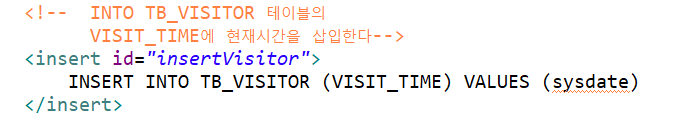 <!--  INTO TB_VISITOR 테이블의
      VISIT_TIME에 현재시간을 삽입한다-->
<insert id="insertVisitor">
    INSERT INTO TB_VISITOR (VISIT_TIME) VALUES (sysdate)
</insert>